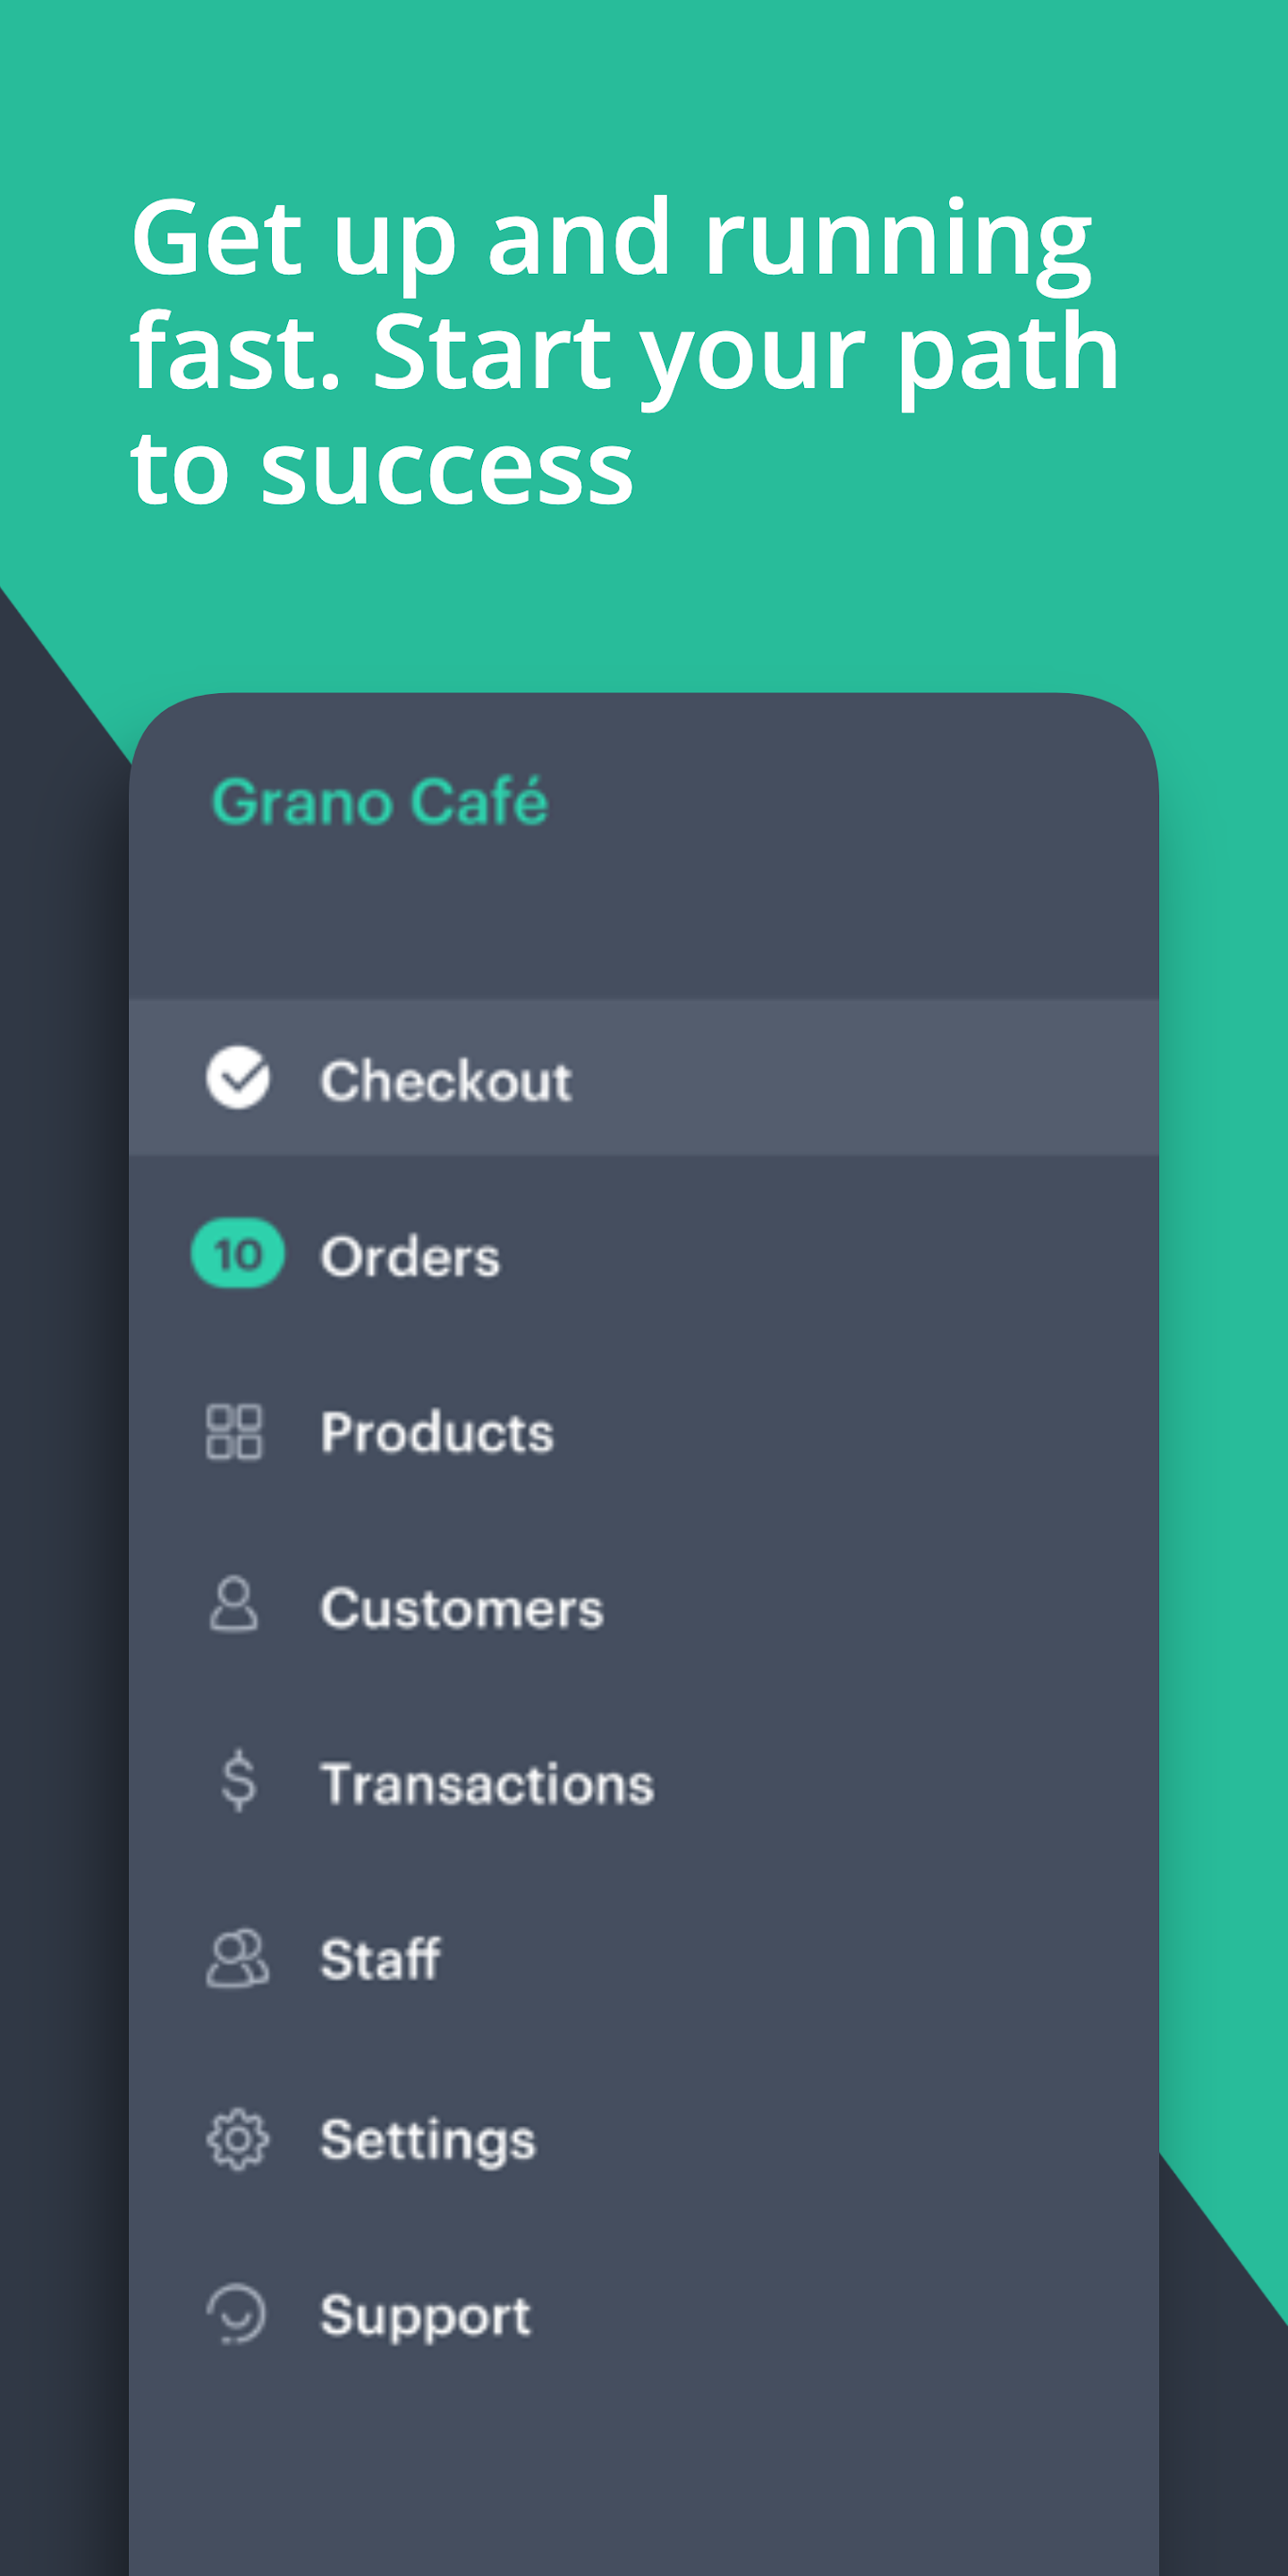 Get up and running
fast. Start your path
to success
Grano Café
Checkout
10 Orders
Products
Customers
Transactions
Staff
Settings
Support